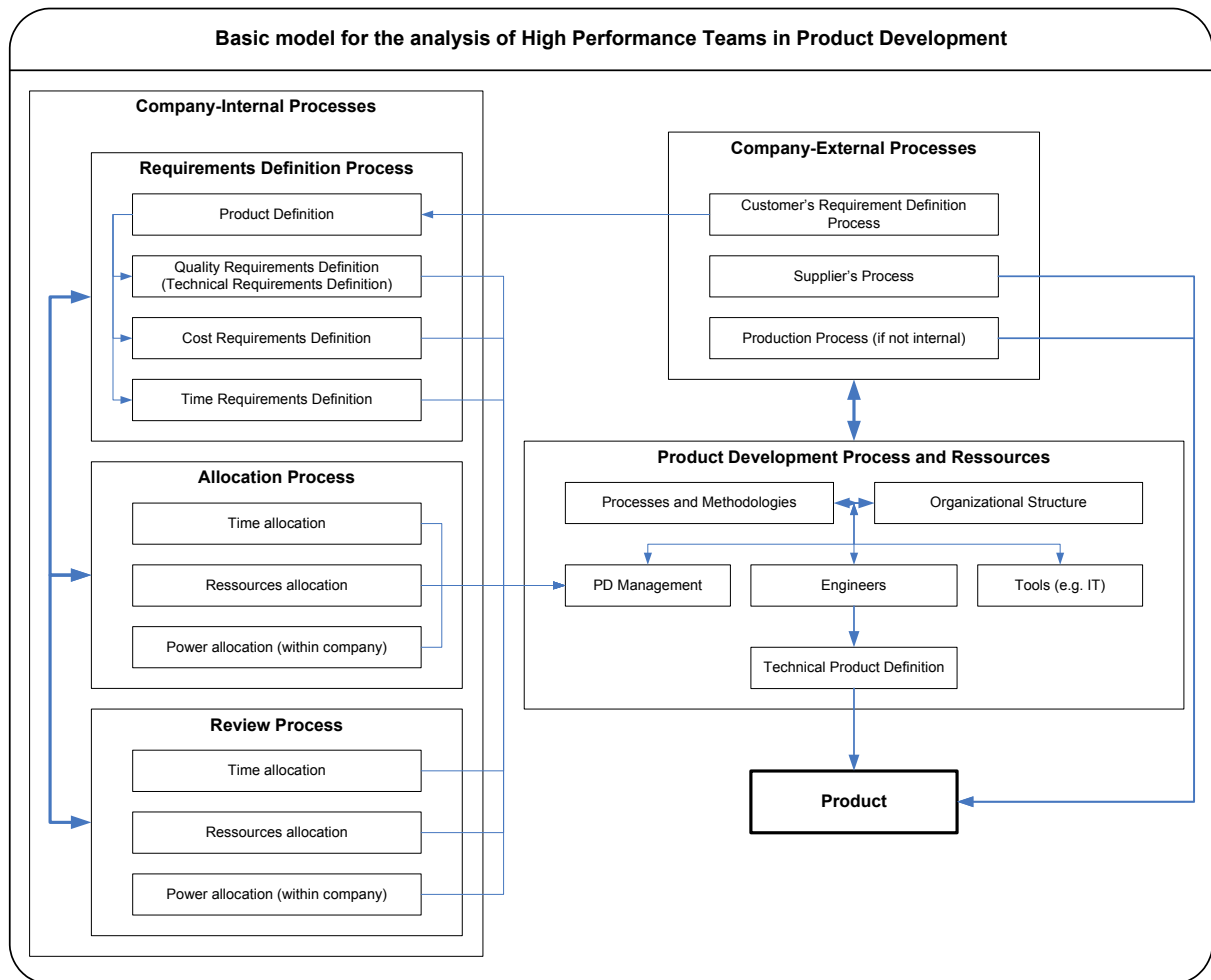 Basic model for the analysis of High Performance Teams in Product Development
Company-Internal Processes
Requirements Definition Process
Product Definition
Quality Requirements Definition
(Technical Requirements Definition)
Cost Requirements Definition
Time Requirements Definition
Allocation Process
Time allocation
Ressources allocation
Power allocation (within company)
Review Process
Time allocation
Ressources allocation
Power allocation (within company)
Company-External Processes
Customer's Requirement Definition
Process
Supplier's Process
Production Process (if not internal)
Product Development Process and Ressources
Processes and Methodologies
Organizational Structure
PD Management
Engineers
Tools (e.g. IT)
Technical Product Definition
Product